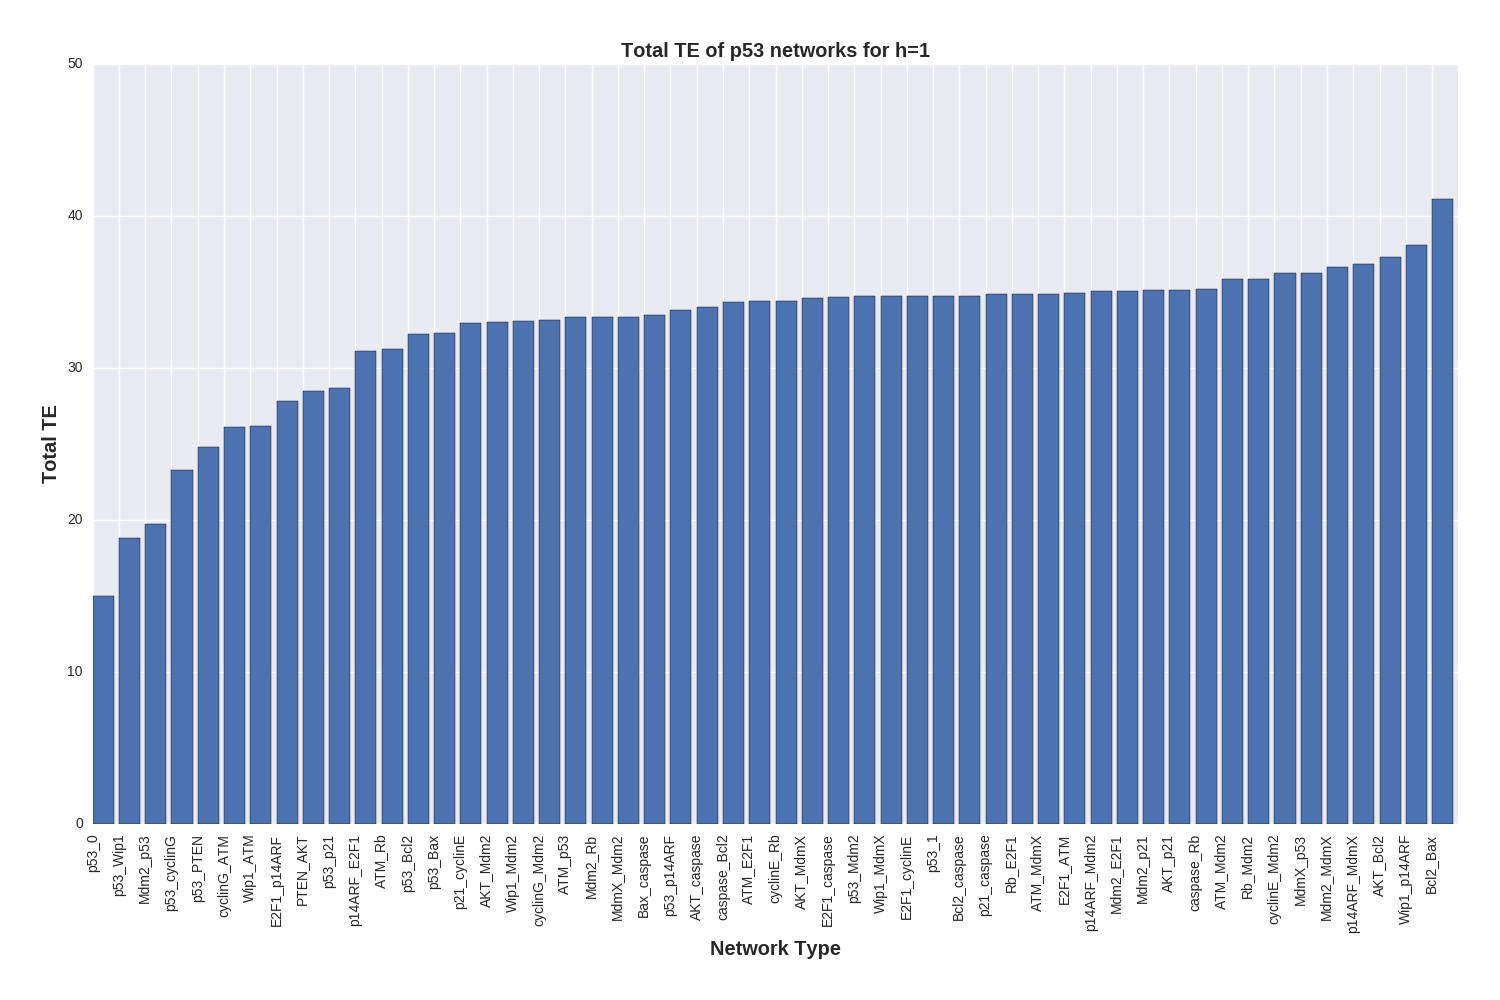 Total TE of p53 networks for h=1
50
40
30
20
10
0
Total TE
p53_0
p53_Wip1
Mdm2_p53
p53_cyclinG
p53_PTEN
cyclinG_ATM
Wip1_ATM
E2F1_p14ARF
PTEN_AKT
p53_p21
p14ARF_E2F1
ATM_Rb
p53_Bcl2
p53_Bax
p21_cyclinE
AKT_Mdm2
Wip1_Mdm2
cyclinG_Mdm2
ATM_p53
Mdm2_Rb
MdmX_Mdm2
Bax_caspase
p53_p14ARF
AKT_caspase
caspase_Bcl2
ATM_E2F1
cyclinE_Rb
AKT_MdmX
E2F1_caspase
p53_Mdm2
Wip1_MdmX
E2F1_cyclinE
p53_1
Bcl2_caspase
p21_caspase
Rb_E2F1
ATM_MdmX
E2F1_ATM
p14ARF_Mdm2
Mdm2_E2F1
Mdm2_p21
AKT_p21
caspase_Rb
ATM_Mdm2
Rb_Mdm2
cyclinE_Mdm2
MdmX_p53
Mdm2_MdmX
p14ARF_MdmX
AKT_Bcl2
Wip1_p14ARF
Bcl2_Bax
Network Type